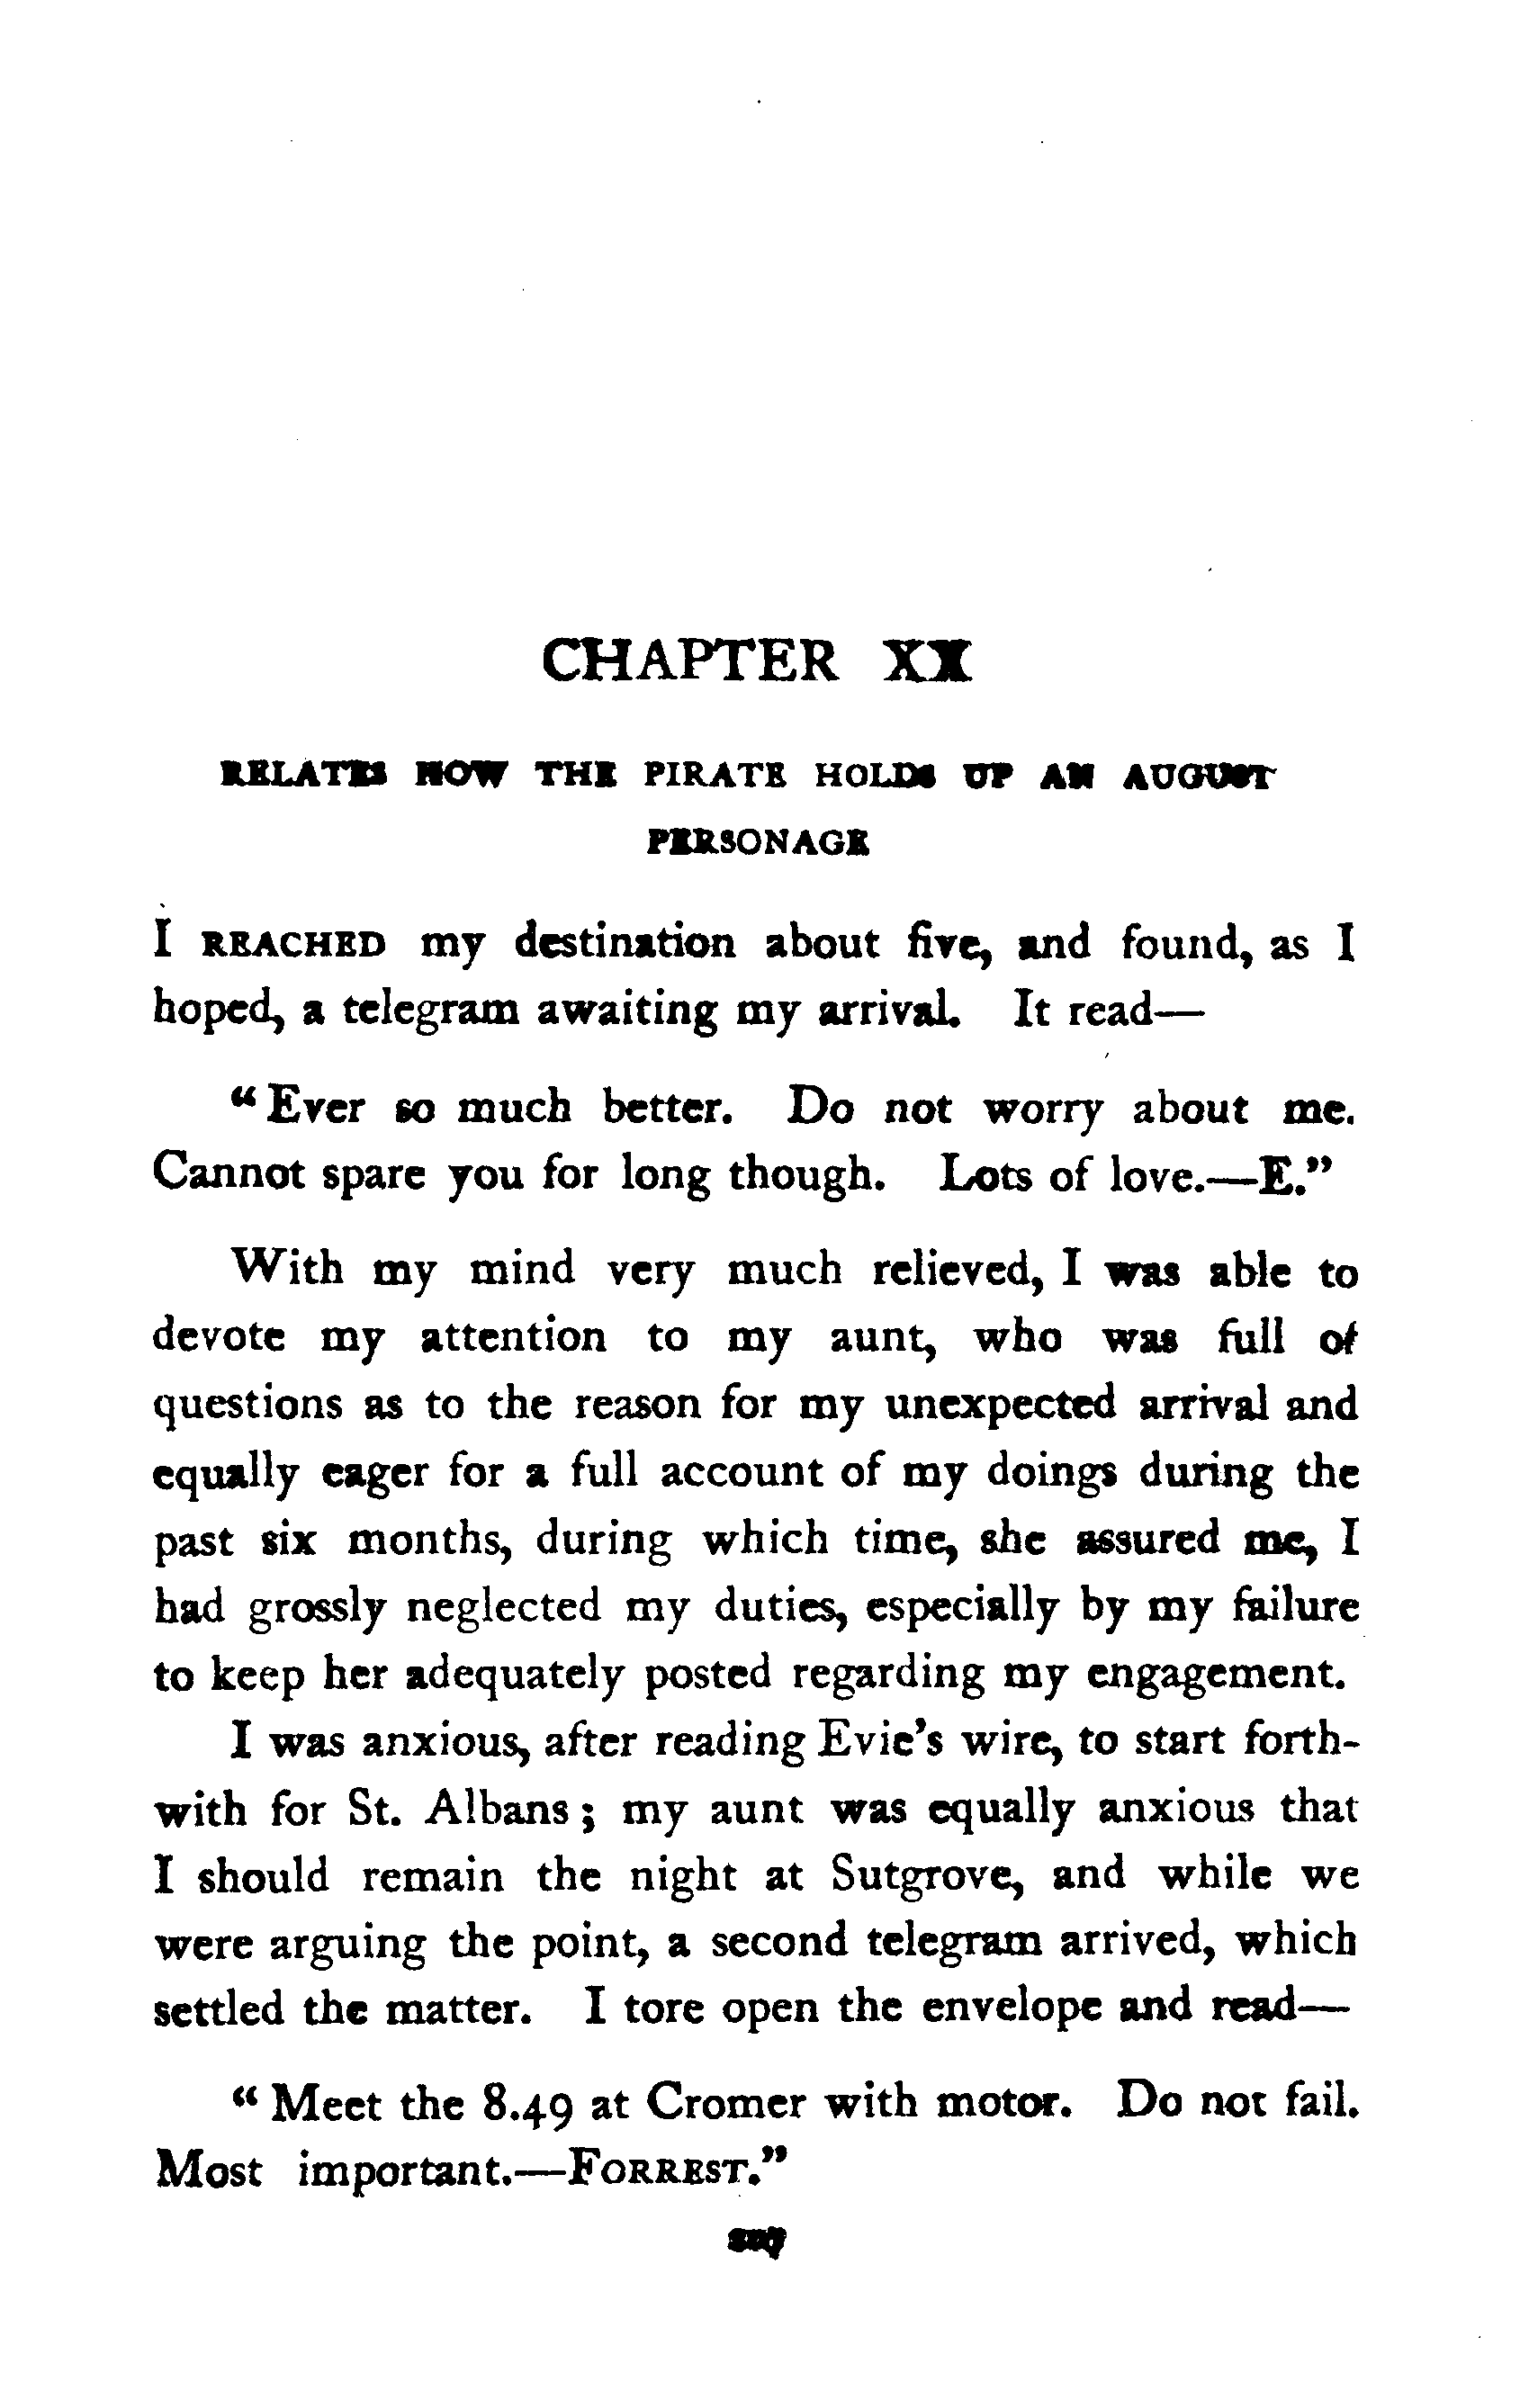 CHAPTER XX
RELATES HOW THE PIRATE HOLDS UP AN AUGUST
PERSONAGE
I REACHED my destination about five, and found, as I
hoped, a telegram awaiting my arrival. It read—
"Ever so much better. Do not worry about me.
Cannot spare you for long though. Lots of love.—E."
With my mind very much relieved, I was able to
devote my attention to my aunt, who was full of
questions as to the reason for my unexpected arrival and
equally eager for a full account of my doings during the
past six months, during which time, she assured me, I
had grossly neglected my duties, especially by my failure
to keep her adequately posted regarding my engagement.
I was anxious, after reading Evie's wire, to start forth-
with for St. Albans; my aunt was equally anxious that
I should remain the night at Sutgrove, and while we
were arguing the point, a second telegram arrived, which
settled the matter. I tore open the envelope and read—
"Meet the 8.49 at Cromer with motor. Do not fail.
Most important.—FORREST."